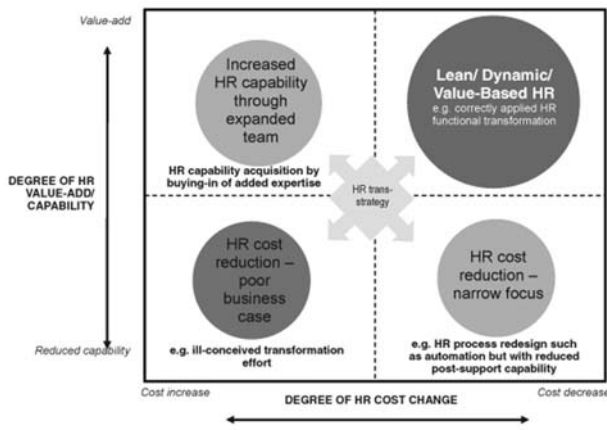 Value-add
Increased
HR capability
through
expanded
team
Lean/ Dynamic/
Value-Based HR
e.g. correctly applied HR
functional transformation
HR capability acquisition by
buying-in of added expertise
DEGREE OF HR
VALUE-ADD/
CAPABILITY
HR trans-
strategy
HR cost
reduction –
poor
business
case
HR cost
reduction –
narrow focus
Reduced capability
e.g. ill-conceived transformation
effort
e.g. HR process redesign such
as automation but with reduced
post-support capability
Cost increase
DEGREE OF HR COST CHANGE
Cost decrease